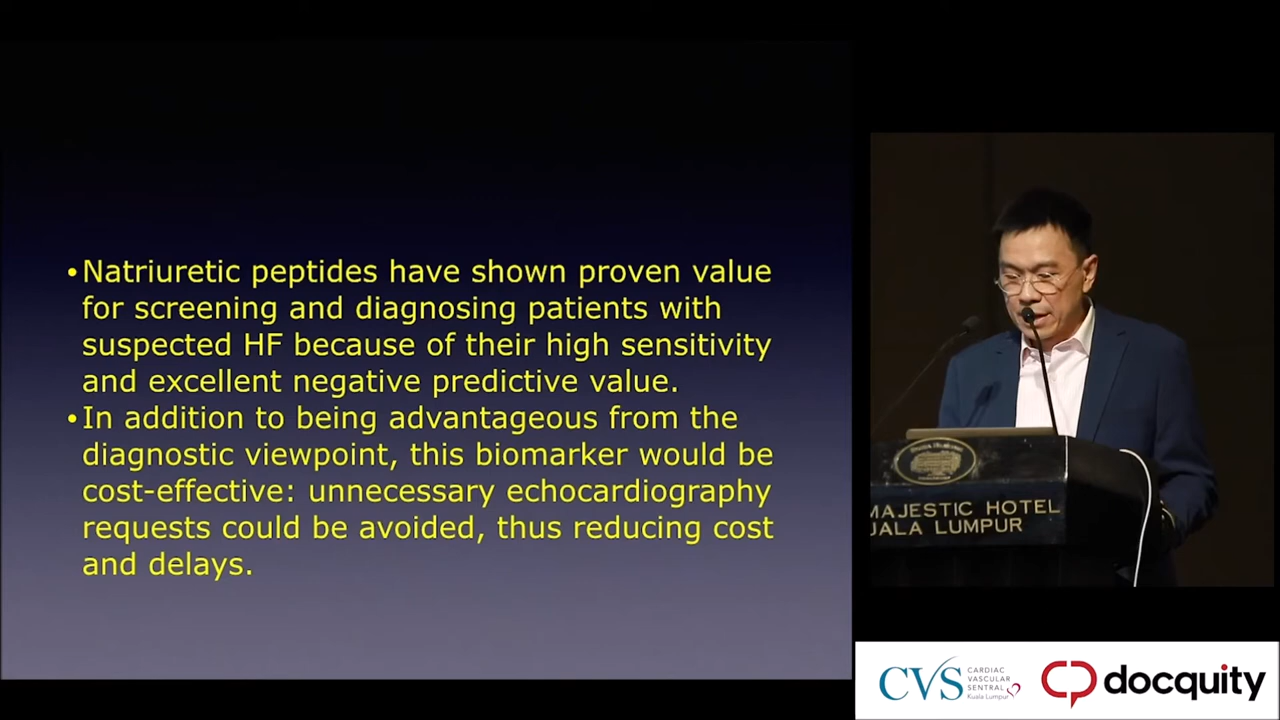 •Natriuretic peptides have shown proven value
for screening and diagnosing patients with
suspected HF because of their high sensitivity
and excellent negative predictive value.
•In addition to being advantageous from the
diagnostic viewpoint, this biomarker would be
cost-effective: unnecessary echocardiography
requests could be avoided, thus reducing cost
and delays.
MAJESTIC HOTEL
UALA LUMPUR
CVS
CARDIAC
VASCULAR
SENTRAL
Kuala Lumpur
docquity